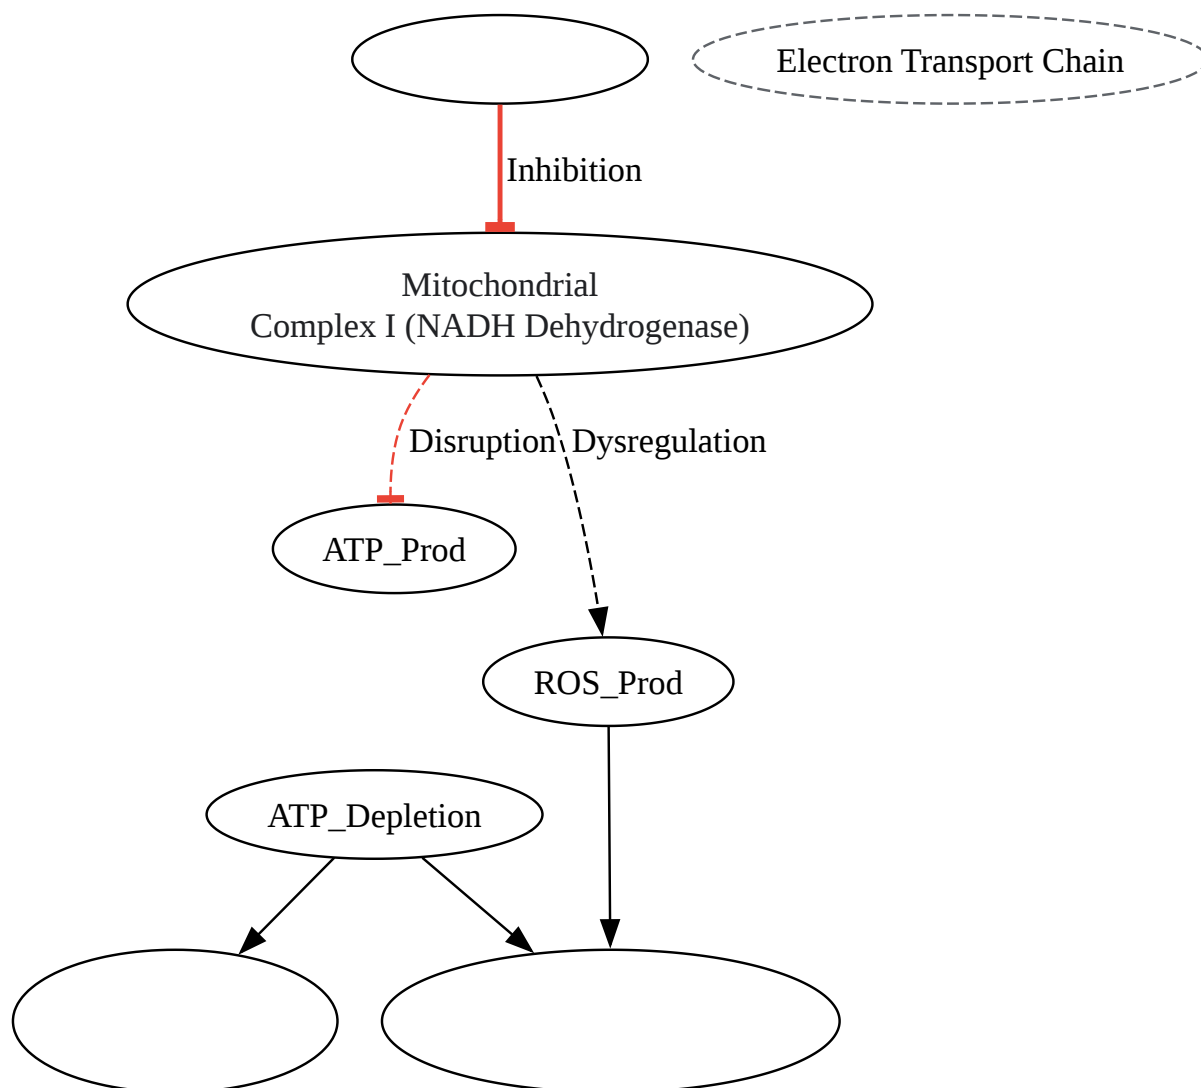 Electron Transport Chain
Inhibition
Mitochondrial
Complex I (NADH Dehydrogenase)
Disruption
Dysregulation
ATP_Prod
ROS_Prod
ATP_Depletion